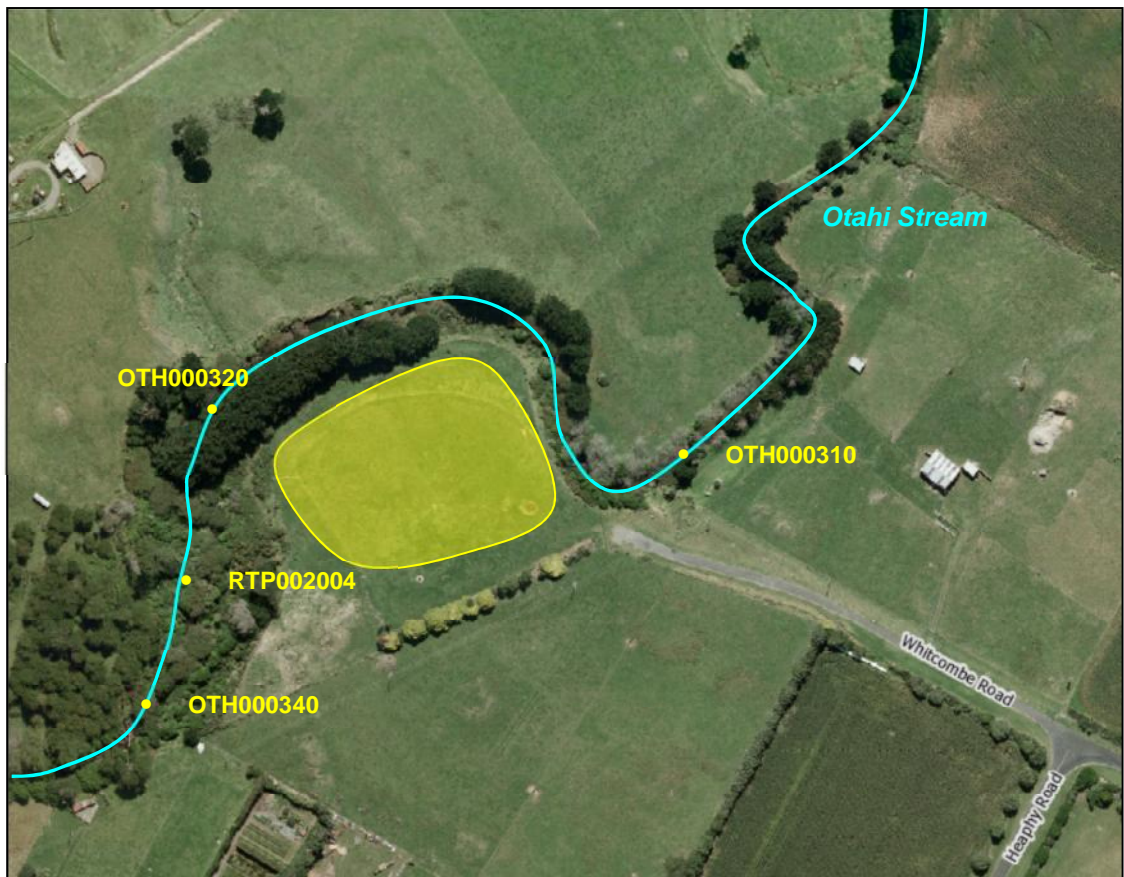 Otahi Stream
OTH000320
OTH000310
RTP002004
Whitcombe Road
OTH000340
Heaphy Road